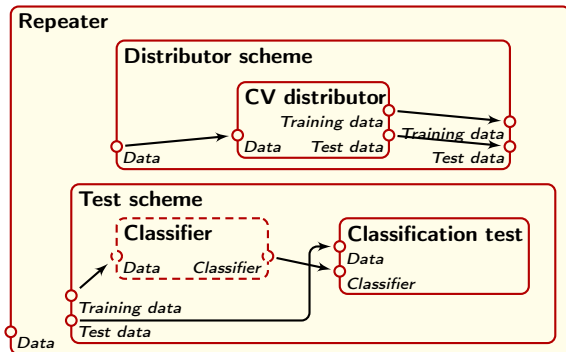 Repeater
Distributor scheme
CV distributor
Training data
Training data
Data
Data
Test data
Test data
Test scheme
Classifier
Classification test
Data
Data
Classifier
Classifier
Training data
Test data
Data